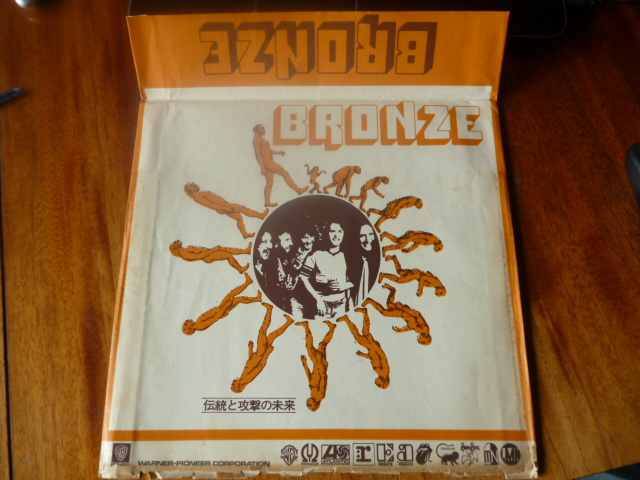 BRONZE
BRONZE
伝統と攻撃の未来
WARNER-PIONEER CORPORATION